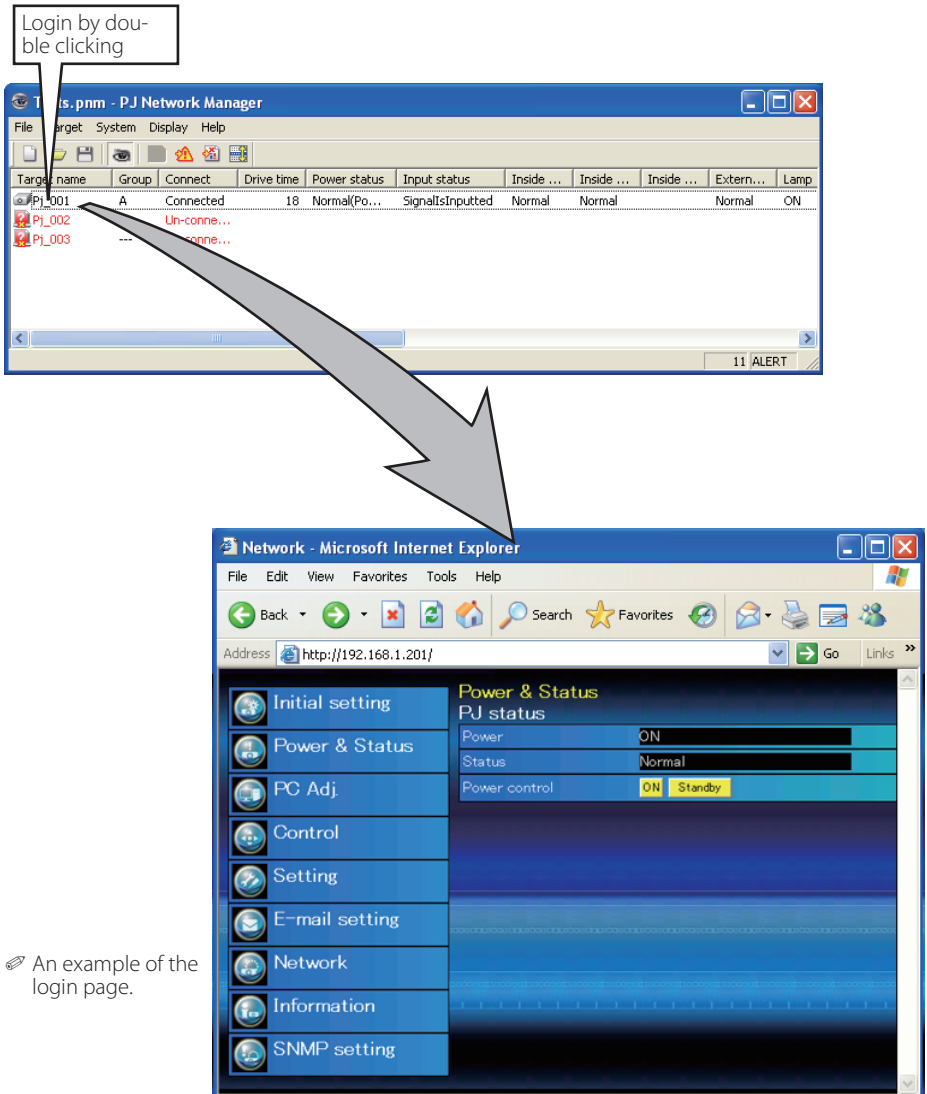 Login by dou-
ble clicking
ts.pnm - PJ Network Manager
File Target System Display Help
Target name Group Connect Drive time Power status Input status Inside ... Inside ... Inside ... Extern... Lamp
Pj_001 A Connected 18 Normal(Po... SignalIsInputted Normal Normal Normal ON
Pj_002 Un-conne...
Pj_003 --- conne...
11 ALERT
Network - Microsoft Internet Explorer
File Edit View Favorites Tools Help
Back Search Favorites
Address http://192.168.1.201/ Go Links »
Initial setting
Power & Status
PC Adj.
Control
Setting
E-mail setting
Network
Information
SNMP setting
Power & Status
PJ status
Power ON
Status Normal
Power control ON Standby
An example of the
login page.